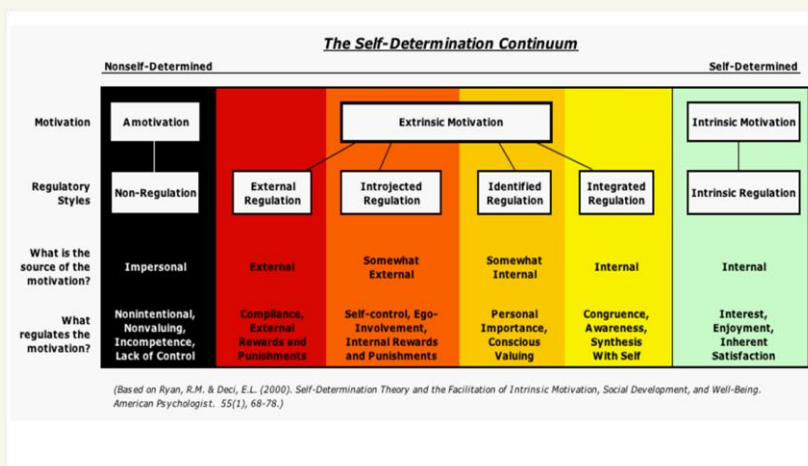 The Self-Determination Continuum
Nonself-Determined
Self-Determined
Motivation
Amotivation
Extrinsic Motivation
Intrinsic Motivation
Regulatory
Styles
Non-Regulation
External
Regulation
Introjected
Regulation
Identified
Regulation
Integrated
Regulation
Intrinsic Regulation
What is the
source of the
motivation?
Impersonal
External
Somewhat
External
Somewhat
Internal
Internal
Internal
What
regulates the
motivation?
Nonintentional,
Nonvaluing,
Incompetence,
Lack of Control
Compliance,
External
Rewards and
Punishments
Self-control, Ego-
Involvement,
Internal Rewards
and Punishments
Personal
Importance,
Conscious
Valuing
Congruence,
Awareness,
Synthesis
With Self
Interest,
Enjoyment,
Inherent
Satisfaction
(Based on Ryan, R.M. & Deci, E.L. (2000). Self-Determination Theory and the Facilitation of Intrinsic Motivation, Social Development, and Well-Being.
American Psychologist. 55(1), 68-78.)